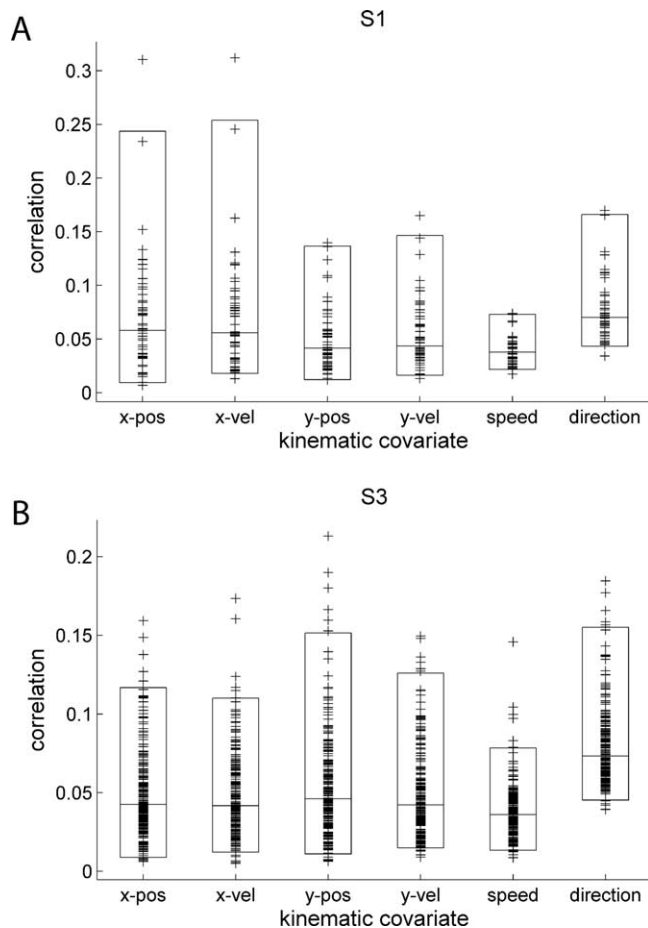 A
S1
0.3
0.25
0.2
0.15
0.1
0.05
0
correlation
x-pos x-vel y-pos y-vel speed direction
kinematic covariate
B
S3
0.2
0.15
0.1
0.05
0
correlation
x-pos x-vel y-pos y-vel speed direction
kinematic covariate